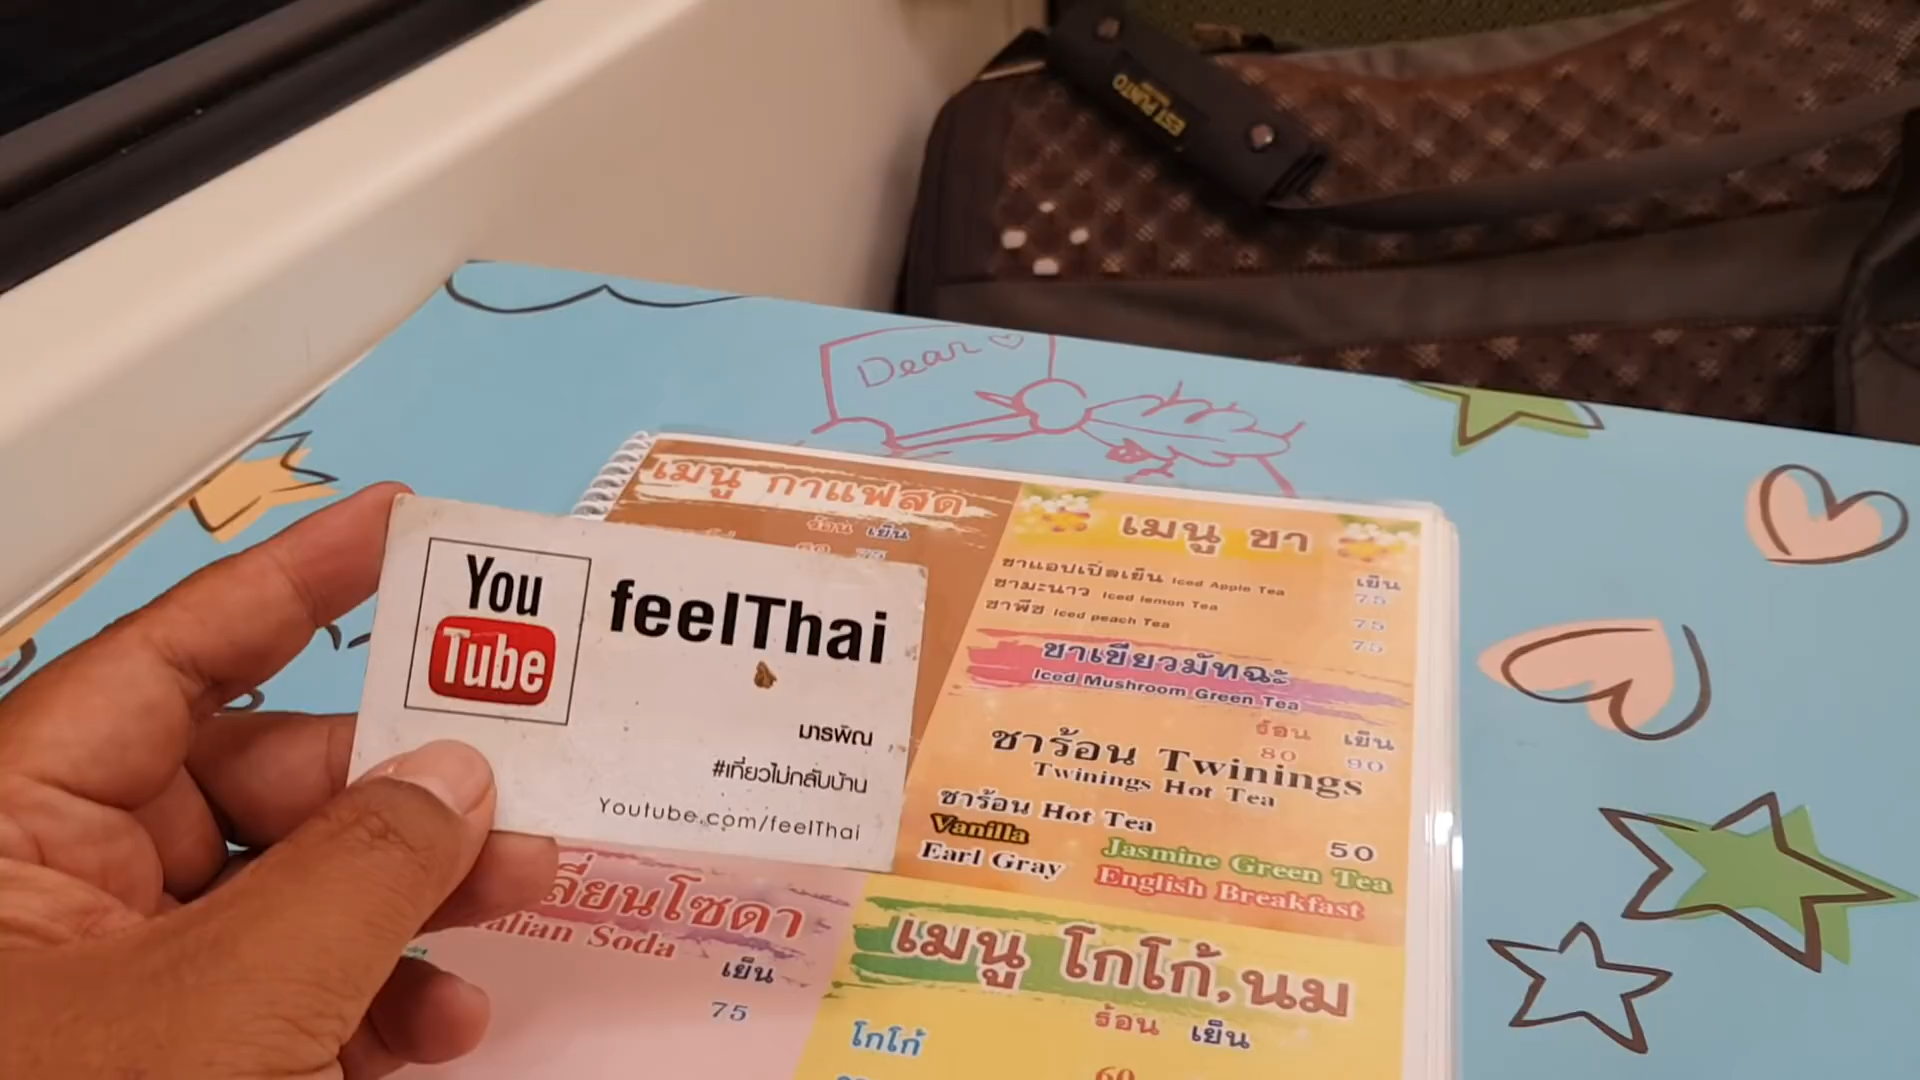 EST PUNTO
Dear
เมนู กาแฟสด
ร้อน เย็น
เมนู ชา
เย็น
ชาแอปเปิ้ลเย็น Iced Apple Tea 75
ชามะนาว Iced lemon Tea 75
ชาพีช Iced peach Tea 75
ชาเขียวมัทฉะ
Iced Mushroom Green Tea
ร้อน เย็น
80 90
ชาร้อน Twinings
Twinings Hot Tea
ชาร้อน Hot Tea 50
Vanilla
Jasmine Green Tea
Earl Gray
English Breakfast
You
Tube
feelThai
มารพิณ
#เที่ยวไม่กลับบ้าน
Youtube.com/feelThai
ลี่ยนโซดา
alian Soda
เย็น
75
เมนู โกโก้,นม
ร้อน เย็น
โกโก้
60